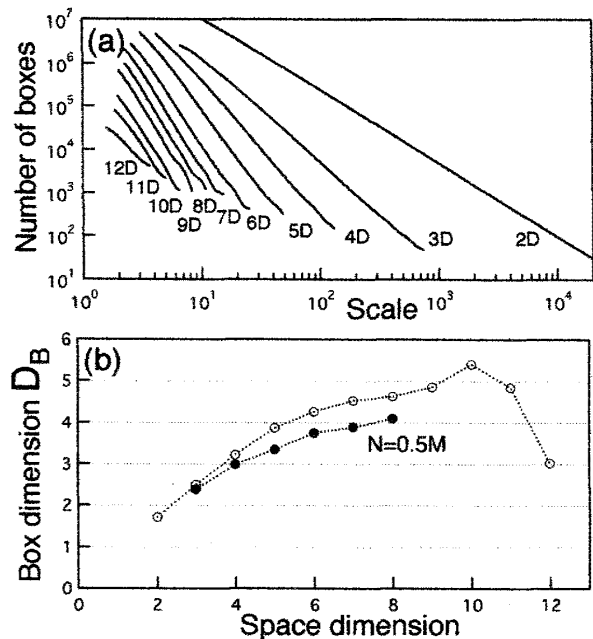 (a)
Number of boxes
10^7
10^6
10^5
10^4
10^3
10^2
10^1
12D
11D
10D
9D
8D
7D
6D
5D
4D
3D
2D
10^0
10^1
10^2
10^3
10^4
Scale
(b)
Box dimension D_B
6
5
4
3
2
1
0
N=0.5M
0
2
4
6
8
10
12
Space dimension